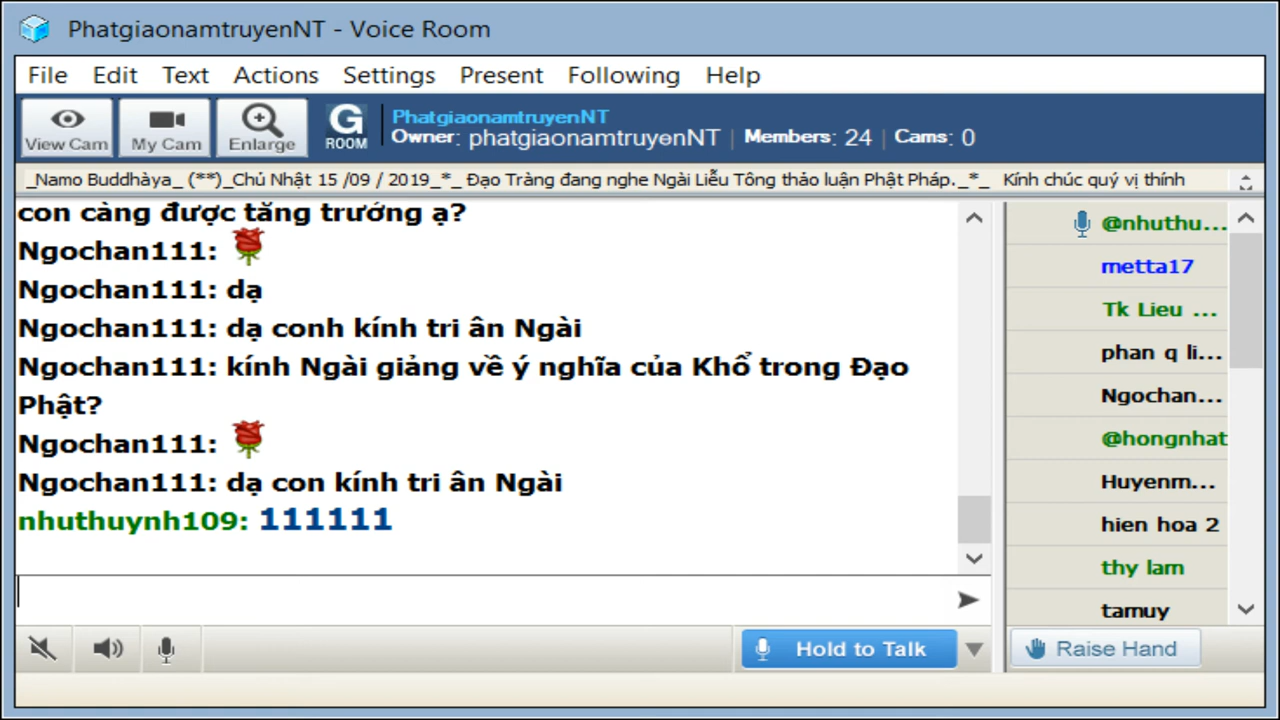 PhatgiaonamtruyenNT - Voice Room
File Edit Text Actions Settings Present Following Help
View Cam My Cam Enlarge G ROOM
PhatgiaonamtruyenNT
Owner: phatgiaonamtruyenNT | Members: 24 | Cams: 0
_Namo Buddhàya_ (**)_Chủ Nhật 15 /09 / 2019_*_ Đạo Tràng đang nghe Ngài Liễu Tông thảo luận Phật Pháp._*_ Kính chúc quý vị thính
con càng được tăng trướng ạ?
Ngochan111:
Ngochan111: dạ
Ngochan111: dạ conh kính tri ân Ngài
Ngochan111: kính Ngài giảng về ý nghĩa của Khổ trong Đạo
Phật?
Ngochan111:
Ngochan111: dạ con kính tri ân Ngài
nhuthuynh109: 111111
@nhuthu...
metta17
Tk Lieu ...
phan q li...
Ngochan...
@hongnhat
Huyenm...
hien hoa 2
thy lam
tamuy
Hold to Talk
Raise Hand